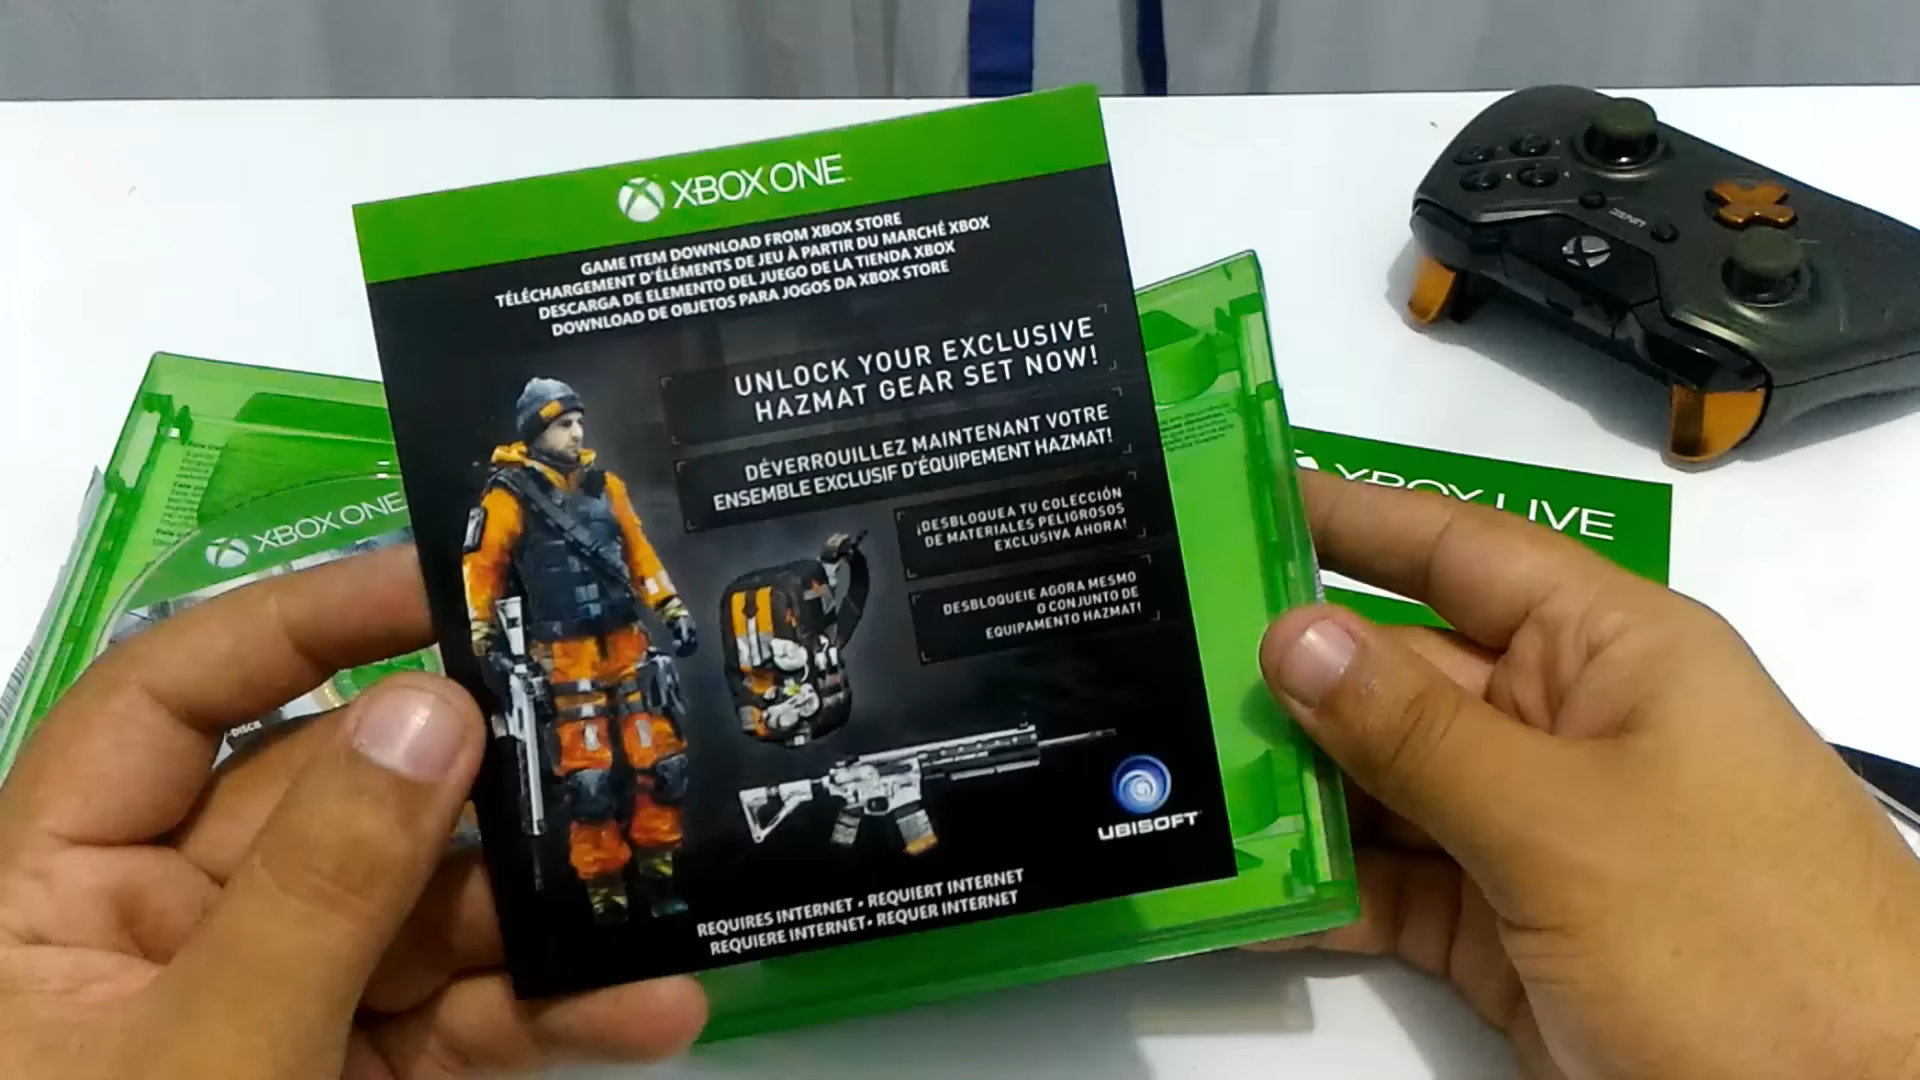 XBOX ONE
GAME ITEM DOWNLOAD FROM XBOX STORE
TÉLÉCHARGEMENT D'ÉLÉMENTS DE JEU À PARTIR DU MARCHÉ XBOX
DESCARGA DE ELEMENTO DEL JUEGO DE LA TIENDA XBOX
DOWNLOAD DE OBJETOS PARA JOGOS DA XBOX STORE
UNLOCK YOUR EXCLUSIVE
HAZMAT GEAR SET NOW!
DÉVERROUILLEZ MAINTENANT VOTRE
ENSEMBLE EXCLUSIF D'ÉQUIPEMENT HAZMAT!
¡DESBLOQUEA TU COLECCIÓN
DE MATERIALES PELIGROSOS
EXCLUSIVA AHORA!
DESBLOQUEIE AGORA MESMO
O CONJUNTO DE
EQUIPAMENTO HAZMAT!
UBISOFT
REQUIRES INTERNET • REQUIERT INTERNET
REQUIERE INTERNET • REQUER INTERNET
XBOX ONE
XBOX LIVE